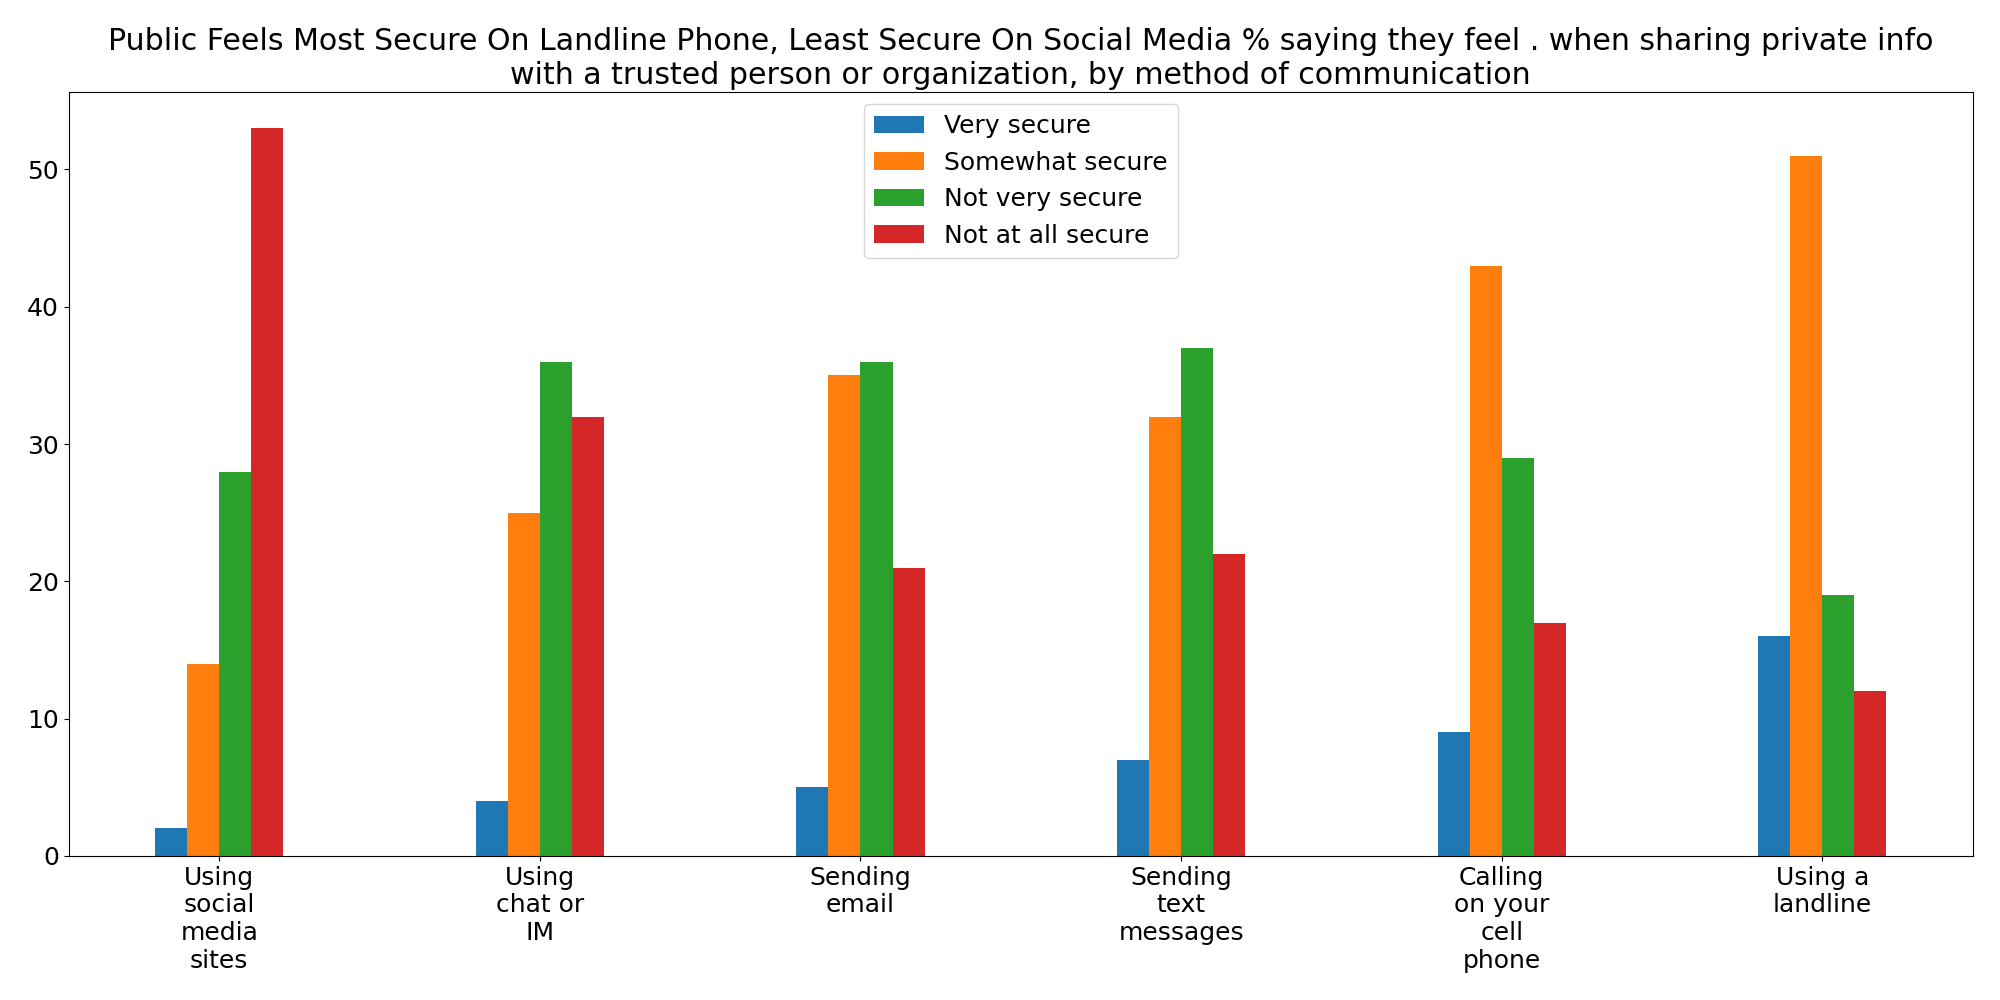 Public Feels Most Secure On Landline Phone, Least Secure On Social Media % saying they feel . when sharing private info
with a trusted person or organization, by method of communication
Very secure
Somewhat secure
Not very secure
Not at all secure
50
40
30
20
10
0
Using
social
media
sites
Using
chat or
IM
Sending
email
Sending
text
messages
Calling
on your
cell
phone
Using a
landline